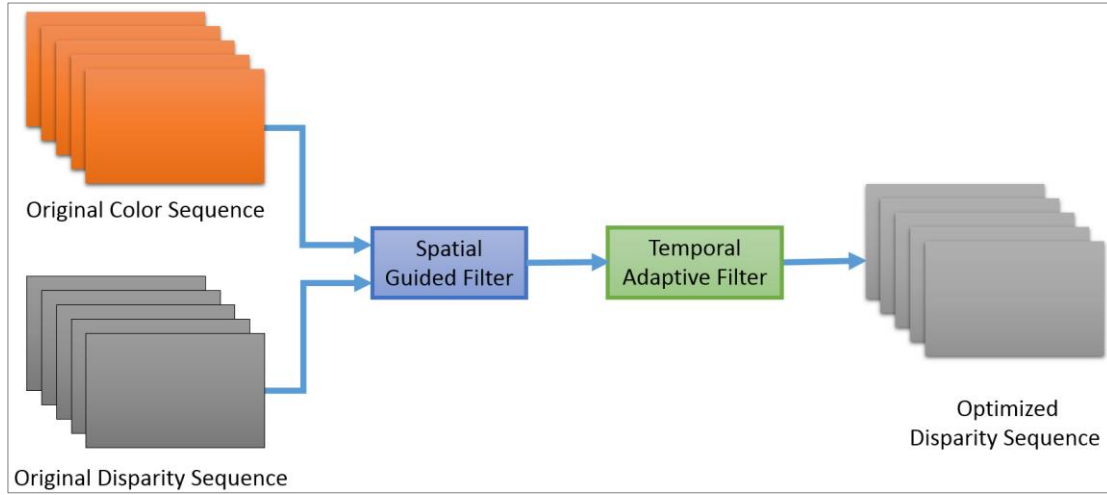 Original Color Sequence
Spatial
Guided Filter
Temporal
Adaptive Filter
Optimized
Disparity Sequence
Original Disparity Sequence